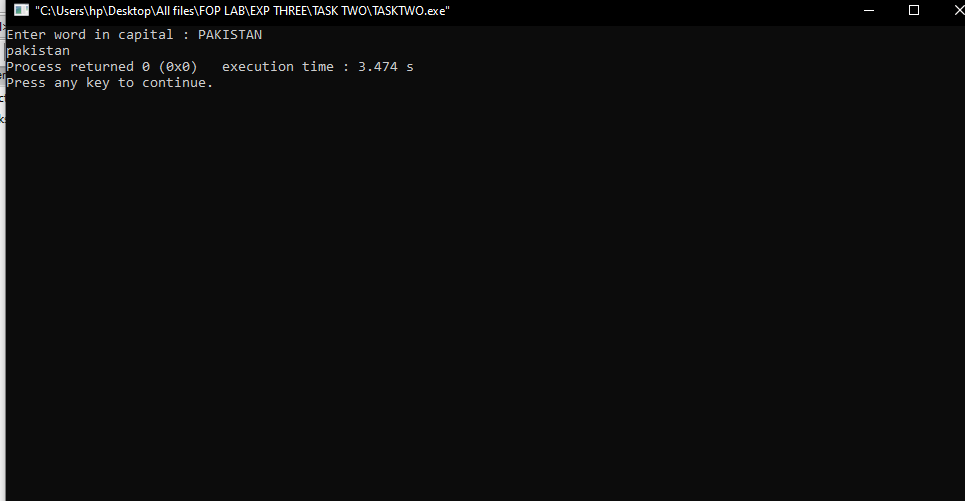 "C:\Users\hp\Desktop\All files\FOP LAB\EXP THREE\TASK TWO\TASKTWO.exe"
Enter word in capital : PAKISTAN
pakistan
Process returned 0 (0x0)   execution time : 3.474 s
Press any key to continue.